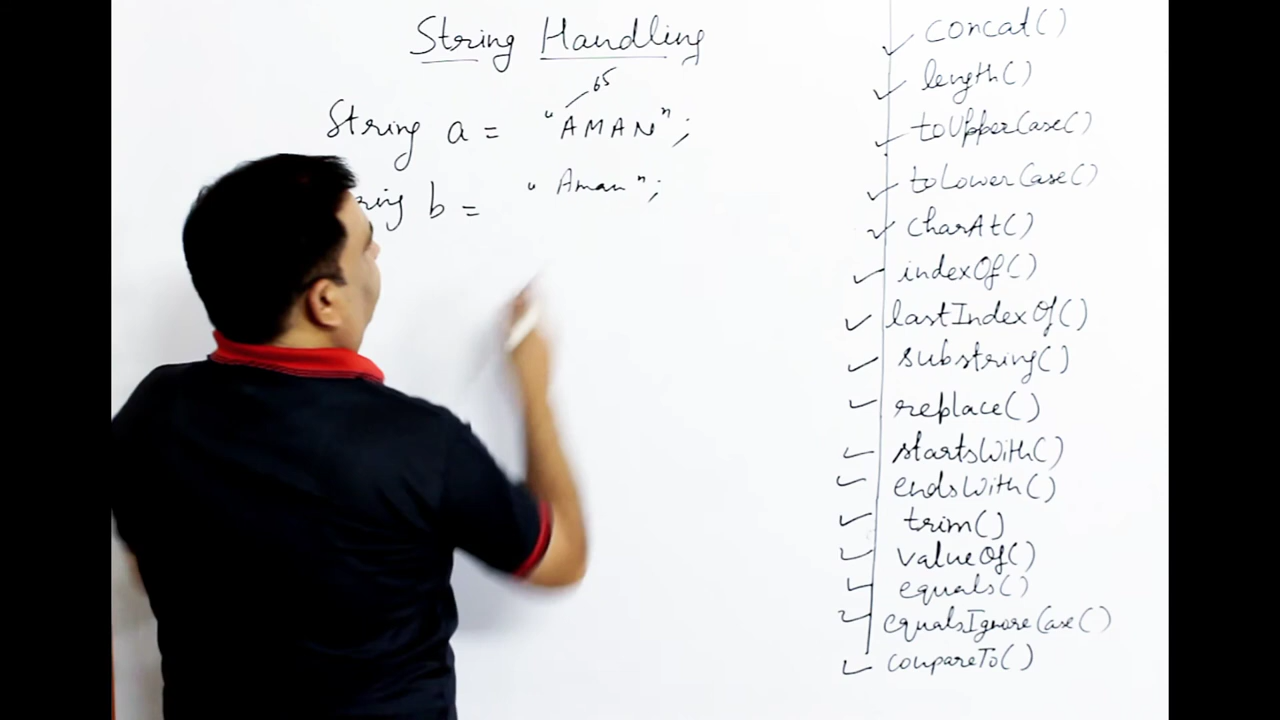 String Handling
65
String a = "AMAN";
ring b = "Aman";
concat()
length()
toUpperCase()
toLowerCase()
charAt()
indexOf()
lastIndexOf()
substring()
replace()
startsWith()
endsWith()
trim()
valueOf()
equals()
equalsIgnoreCase()
compareTo()